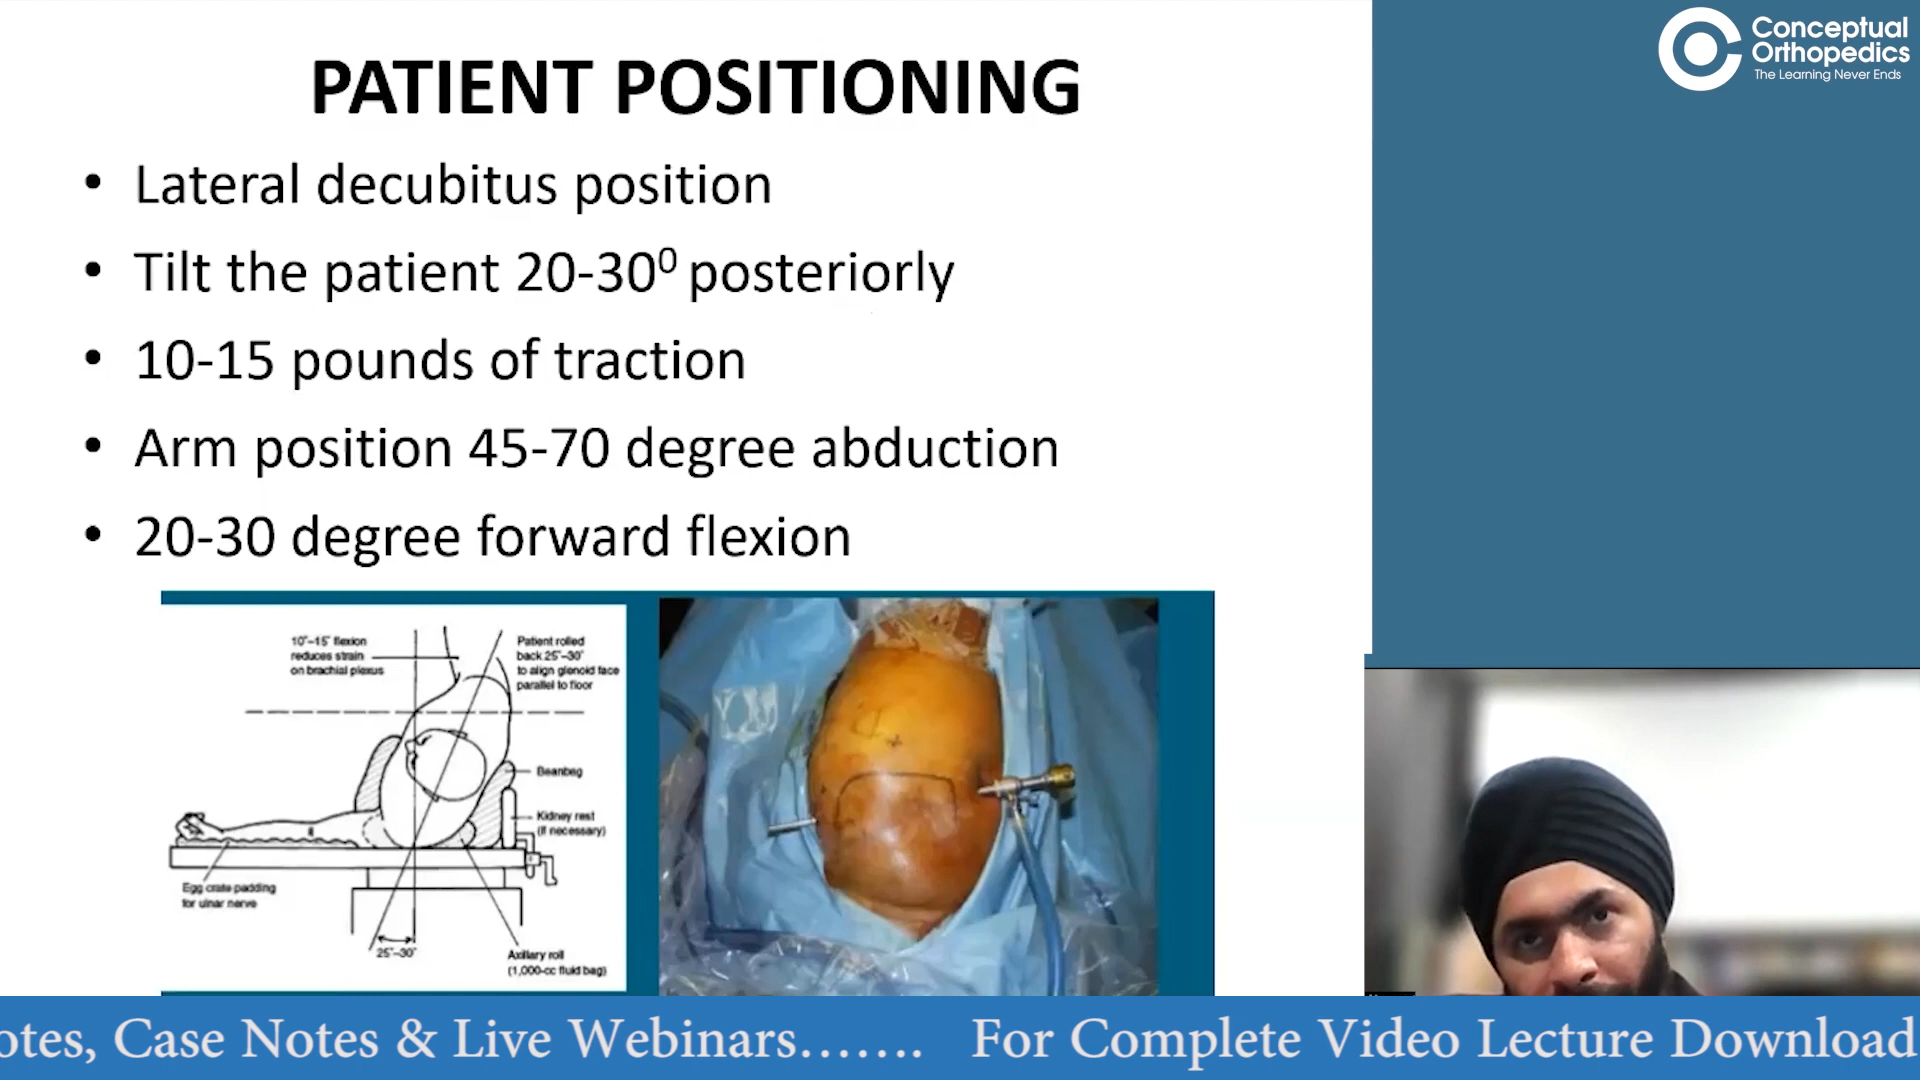 PATIENT POSITIONING
• Lateral decubitus position
• Tilt the patient 20-30⁰ posteriorly
• 10-15 pounds of traction
• Arm position 45-70 degree abduction
• 20-30 degree forward flexion
10°–15° flexion
reduces strain
on brachial plexus
Patient rolled
back 25°–30°
to align glenoid face
parallel to floor
Beanbag
Kidney rest
(if necessary)
Egg crate padding
for ulnar nerve
25°–30°
Axillary roll
(1,000-cc fluid bag)
Conceptual
Orthopedics
The Learning Never Ends
otes, Case Notes & Live Webinars....... For Complete Video Lecture Download